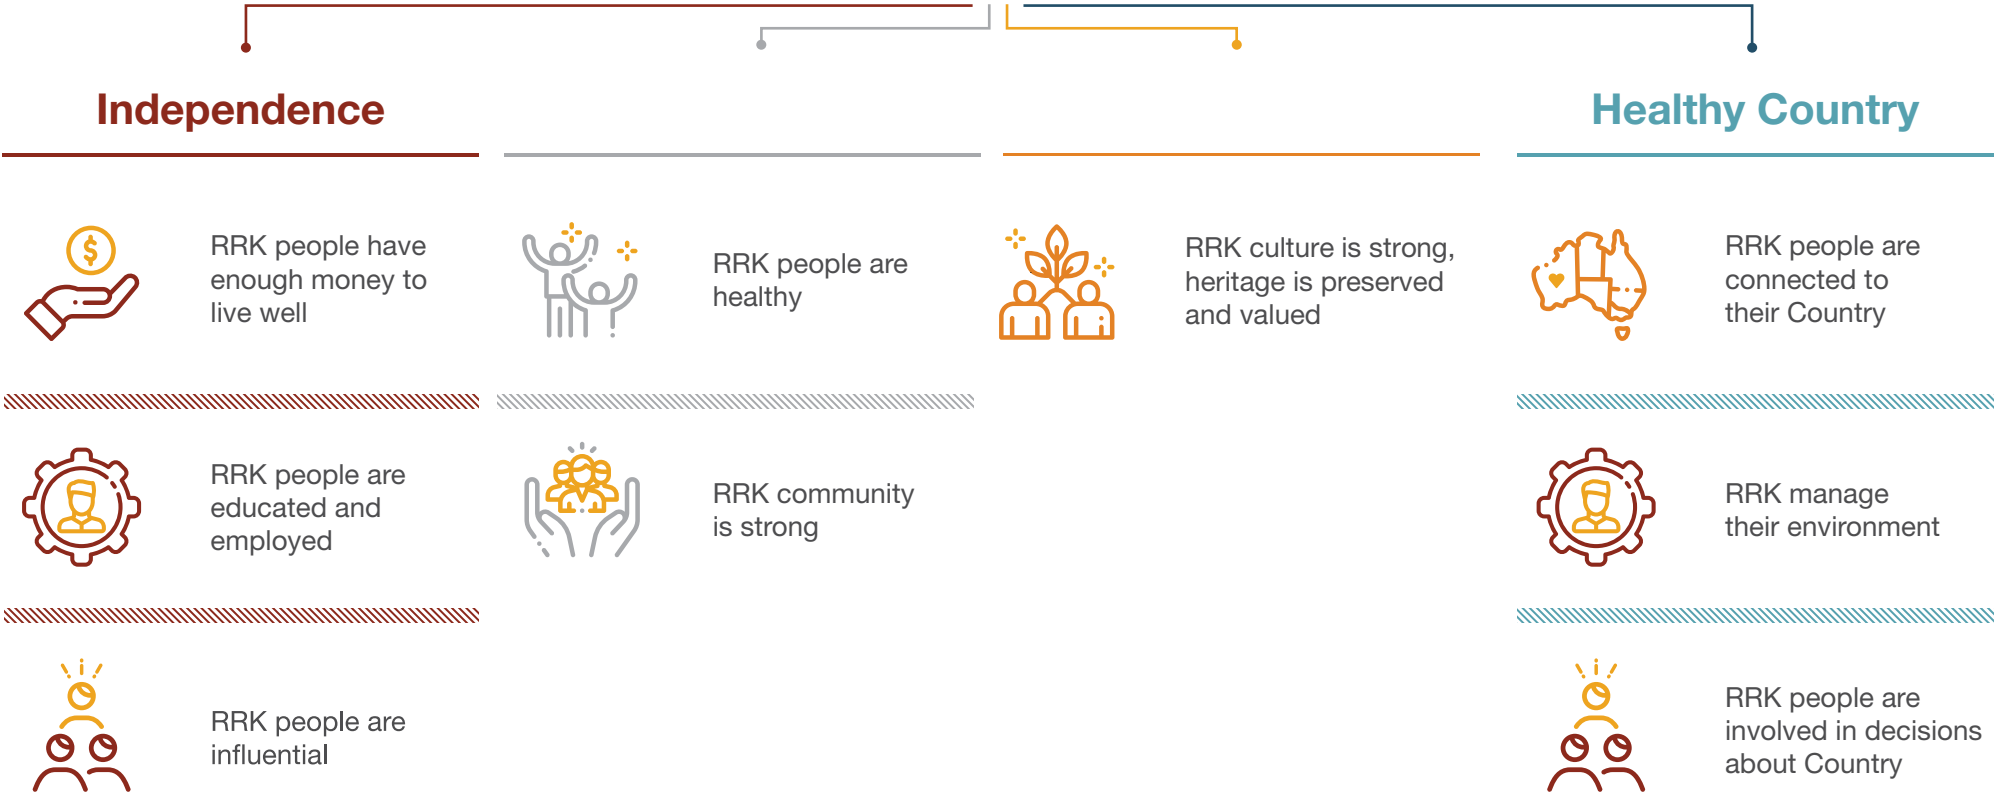 Independence
RRK people have
enough money to
live well
RRK people are
educated and
employed
RRK people are
influential
RRK people are
healthy
RRK community
is strong
RRK culture is strong,
heritage is preserved
and valued
Healthy Country
RRK people are
connected to
their Country
RRK manage
their environment
RRK people are
involved in decisions
about Country